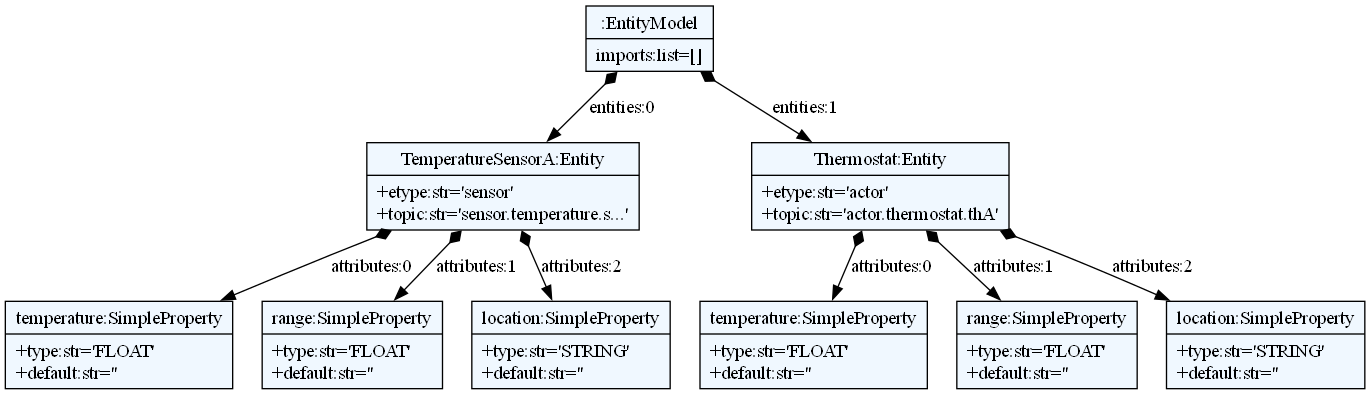 :EntityModel
imports:list=[]
entities:0
entities:1
TemperatureSensorA:Entity
+etype:str='sensor'
+topic:str='sensor.temperature.s...'
Thermostat:Entity
+etype:str='actor'
+topic:str='actor.thermostat.thA'
attributes:0
attributes:1
attributes:2
attributes:0
attributes:1
attributes:2
temperature:SimpleProperty
+type:str='FLOAT'
+default:str=''
range:SimpleProperty
+type:str='FLOAT'
+default:str=''
location:SimpleProperty
+type:str='STRING'
+default:str=''
temperature:SimpleProperty
+type:str='FLOAT'
+default:str=''
range:SimpleProperty
+type:str='FLOAT'
+default:str=''
location:SimpleProperty
+type:str='STRING'
+default:str=''